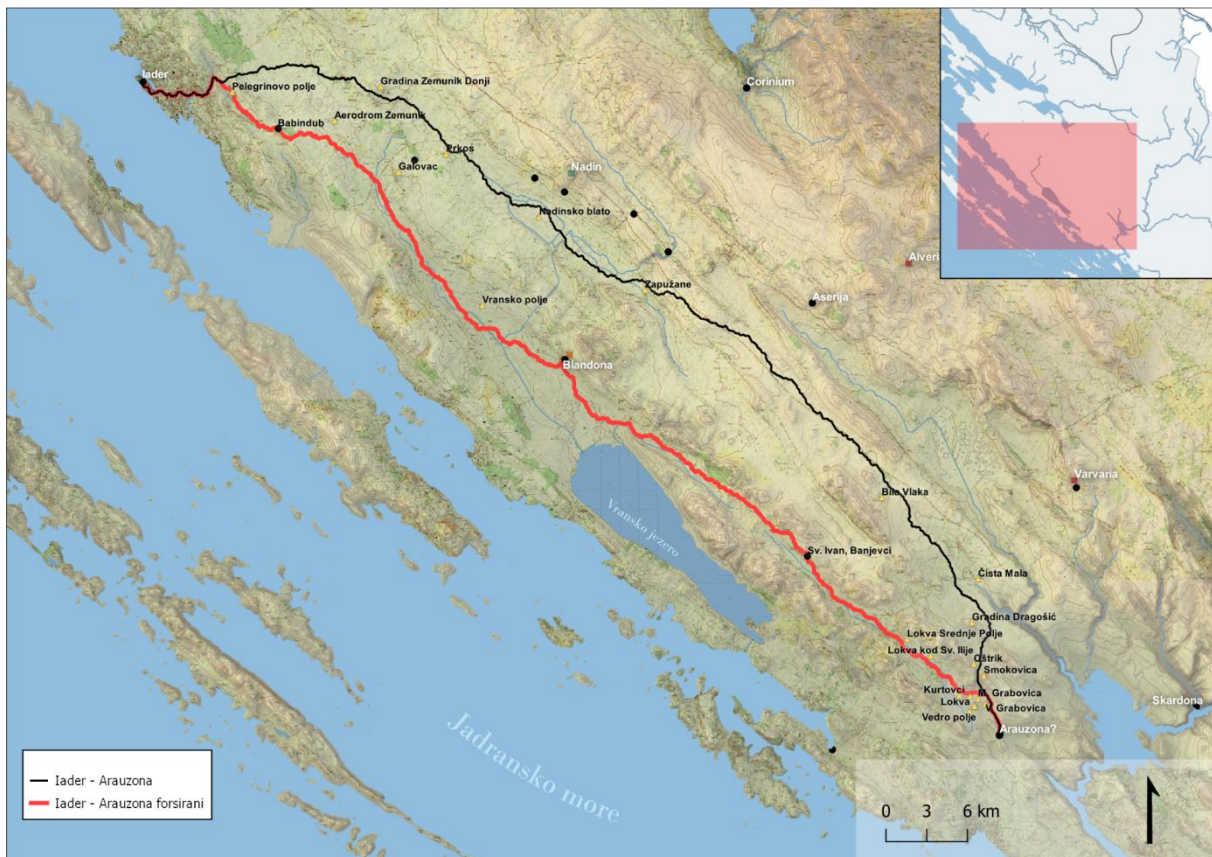 Iader
Pelegrinovo polje
Gradina Zemunik Donji
Corinium
Babindub
Aerodrom Zemunik
Prkos
Galovac
Nadin
Nadinsko blato
Zapužane
Aserija
Vransko polje
Blandona
Vransko jezero
Bile Vlaka
Varvaria
Sv. Ivan, Banjevci
Čista Mala
Gradina Dragošić
Lokva Srednje Polje
Lokva kod Sv. Ilije
Oštrik
Smokovica
Kurtovci
M. Grabovica
Lokva
V. Grabovica
Vedro polje
Arauzona?
Skardona
Jadransko more
Iader - Arauzona
Iader - Arauzona forsirani
0 3 6 km